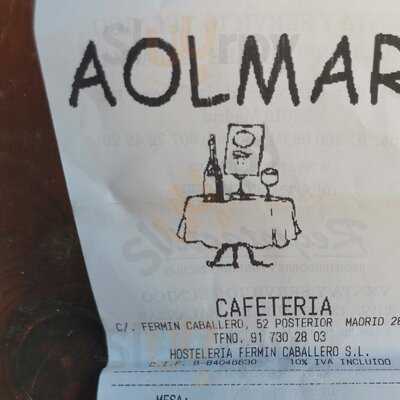 AOLMAR
CAFETERIA
C/. FERMIN CABALLERO, 52 POSTERIOR MADRID 28
TFNO. 91 730 28 03
HOSTELERIA FERMIN CABALLERO S.L.
C.I.F. B-84048830 10% IVA INCLUIDO
MESA: